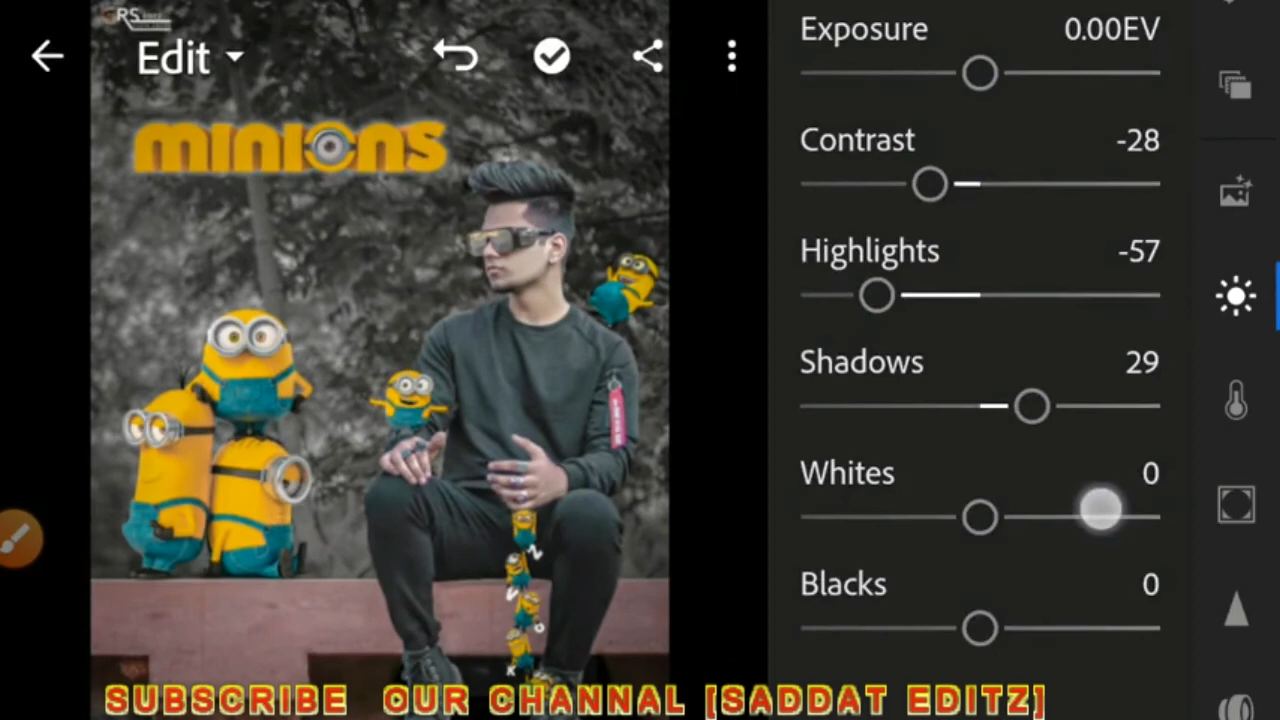 RS
Edit
MINIONS
Exposure 0.00EV
Contrast -28
Highlights -57
Shadows 29
Whites 0
Blacks 0
SUBSCRIBE OUR CHANNAL [SADDAT EDITZ]